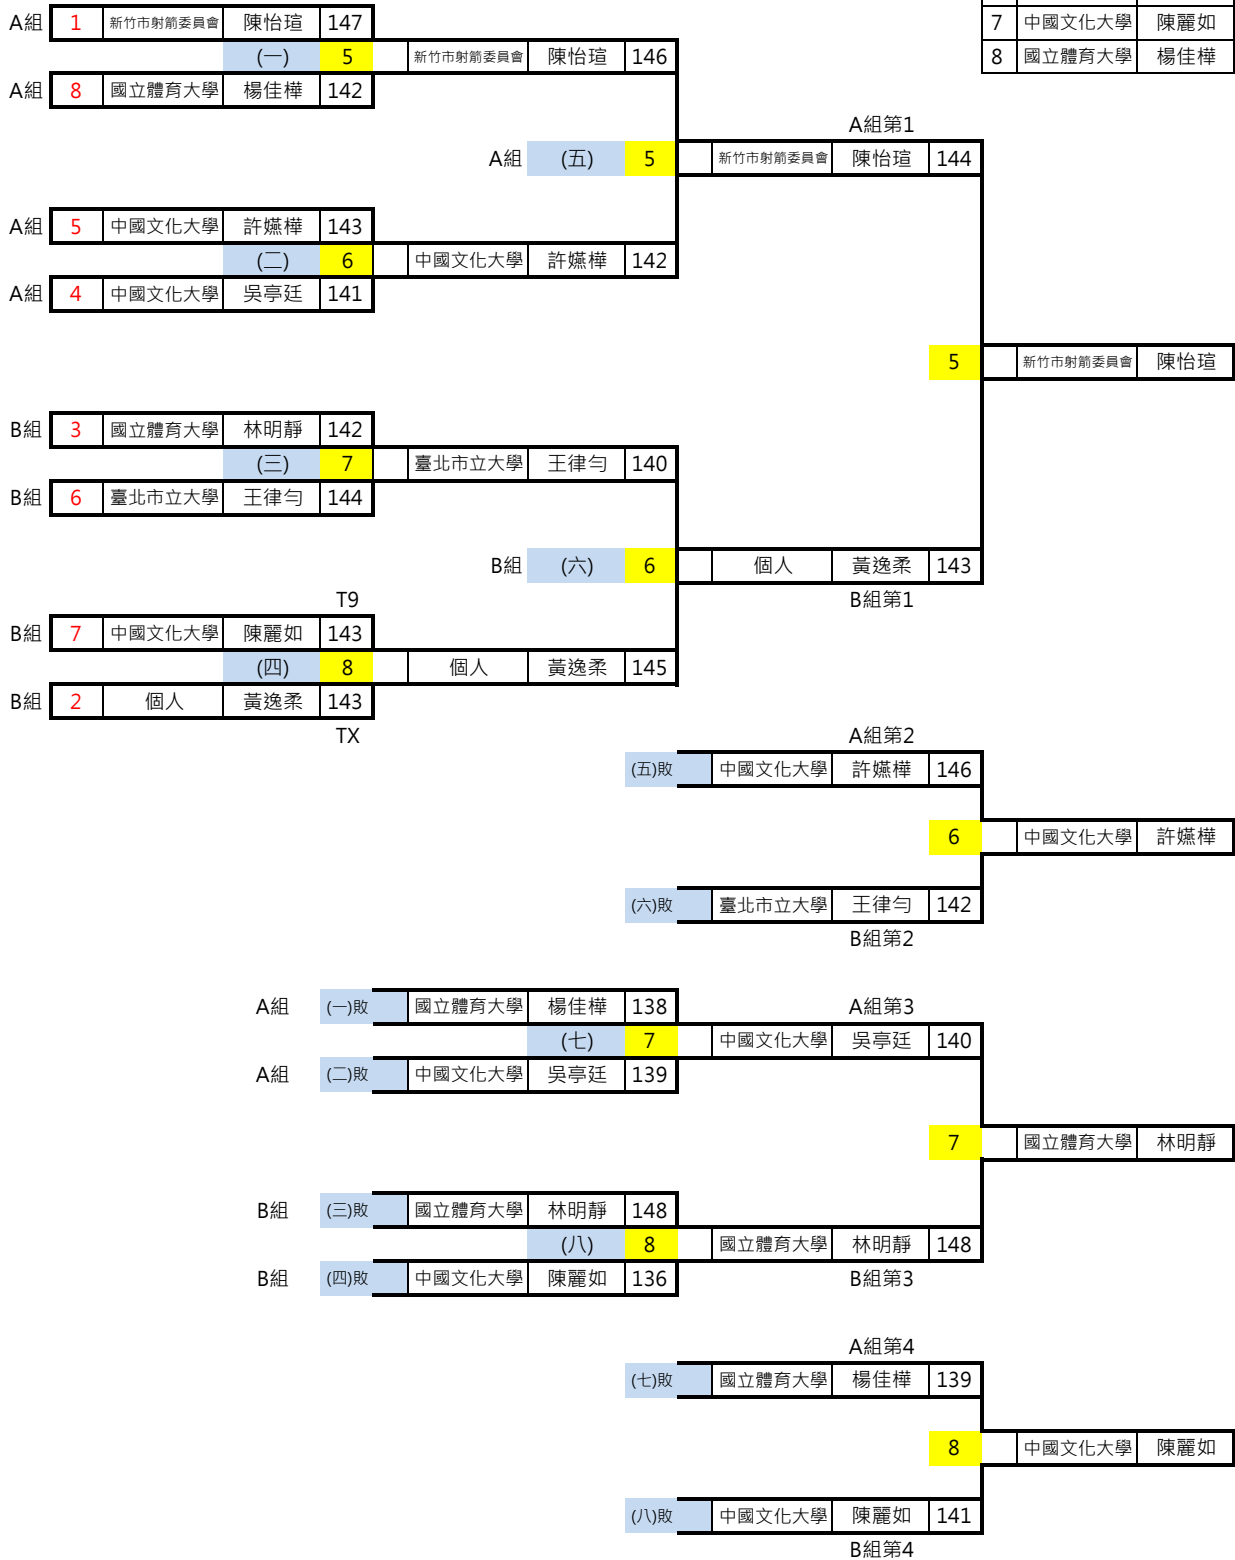 7 中國文化大學 陳麗如
A組 1 新竹市射箭委員會 陳怡瑄 147
(一) 5 新竹市射箭委員會 陳怡瑄 146
8 國立體育大學 楊佳樺
A組 8 國立體育大學 楊佳樺 142
A組第1
A組 (五) 5 新竹市射箭委員會 陳怡瑄 144
A組 5 中國文化大學 許嬿樺 143
(二) 6 中國文化大學 許嬿樺 142
A組 4 中國文化大學 吳亭廷 141
5 新竹市射箭委員會 陳怡瑄
B組 3 國立體育大學 林明靜 142
(三) 7 臺北市立大學 王律勻 140
B組 6 臺北市立大學 王律勻 144
B組 (六) 6 個人 黃逸柔 143
T9 B組第1
B組 7 中國文化大學 陳麗如 143
(四) 8 個人 黃逸柔 145
B組 2 個人 黃逸柔 143
TX A組第2
(五)敗 中國文化大學 許嬿樺 146
6 中國文化大學 許嬿樺
(六)敗 臺北市立大學 王律勻 142
B組第2
A組 (一)敗 國立體育大學 楊佳樺 138 A組第3
(七) 7 中國文化大學 吳亭廷 140
A組 (二)敗 中國文化大學 吳亭廷 139
7 國立體育大學 林明靜
B組 (三)敗 國立體育大學 林明靜 148
(八) 8 國立體育大學 林明靜 148
B組 (四)敗 中國文化大學 陳麗如 136 B組第3
A組第4
(七)敗 國立體育大學 楊佳樺 139
8 中國文化大學 陳麗如
(八)敗 中國文化大學 陳麗如 141
B組第4